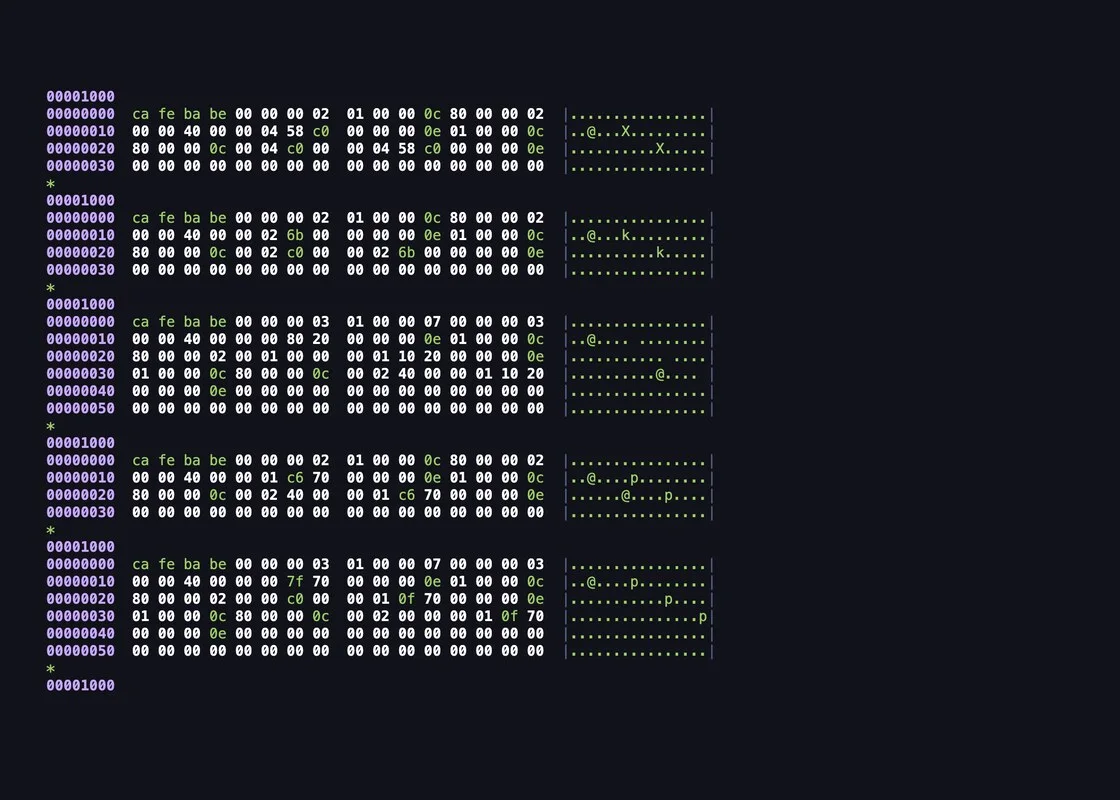 00001000
00000000  ca fe ba be 00 00 00 02  01 00 00 0c 80 00 00 02  |................|
00000010  00 00 40 00 00 04 58 c0  00 00 00 0e 01 00 00 0c  |..@...X.........|
00000020  80 00 00 0c 00 04 c0 00  00 04 58 c0 00 00 00 0e  |..........X.....|
00000030  00 00 00 00 00 00 00 00  00 00 00 00 00 00 00 00  |................|
*
00001000
00000000  ca fe ba be 00 00 00 02  01 00 00 0c 80 00 00 02  |................|
00000010  00 00 40 00 00 02 6b 00  00 00 00 0e 01 00 00 0c  |..@...k.........|
00000020  80 00 00 0c 00 02 c0 00  00 02 6b 00 00 00 00 0e  |..........k.....|
00000030  00 00 00 00 00 00 00 00  00 00 00 00 00 00 00 00  |................|
*
00001000
00000000  ca fe ba be 00 00 00 03  01 00 00 07 00 00 00 03  |................|
00000010  00 00 40 00 00 00 80 20  00 00 00 0e 01 00 00 0c  |..@.... ........|
00000020  80 00 00 02 00 01 00 00  00 01 10 20 00 00 00 0e  |........... ....|
00000030  01 00 00 0c 80 00 00 0c  00 02 40 00 00 01 10 20  |..........@.... |
00000040  00 00 00 0e 00 00 00 00  00 00 00 00 00 00 00 00  |................|
00000050  00 00 00 00 00 00 00 00  00 00 00 00 00 00 00 00  |................|
*
00001000
00000000  ca fe ba be 00 00 00 02  01 00 00 0c 80 00 00 02  |................|
00000010  00 00 40 00 00 01 c6 70  00 00 00 0e 01 00 00 0c  |..@....p........|
00000020  80 00 00 0c 00 02 40 00  00 01 c6 70 00 00 00 0e  |......@....p....|
00000030  00 00 00 00 00 00 00 00  00 00 00 00 00 00 00 00  |................|
*
00001000
00000000  ca fe ba be 00 00 00 03  01 00 00 07 00 00 00 03  |................|
00000010  00 00 40 00 00 00 7f 70  00 00 00 0e 01 00 00 0c  |..@....p........|
00000020  80 00 00 02 00 00 c0 00  00 01 0f 70 00 00 00 0e  |...........p....|
00000030  01 00 00 0c 80 00 00 0c  00 02 00 00 00 01 0f 70  |...............p|
00000040  00 00 00 0e 00 00 00 00  00 00 00 00 00 00 00 00  |................|
00000050  00 00 00 00 00 00 00 00  00 00 00 00 00 00 00 00  |................|
*
00001000